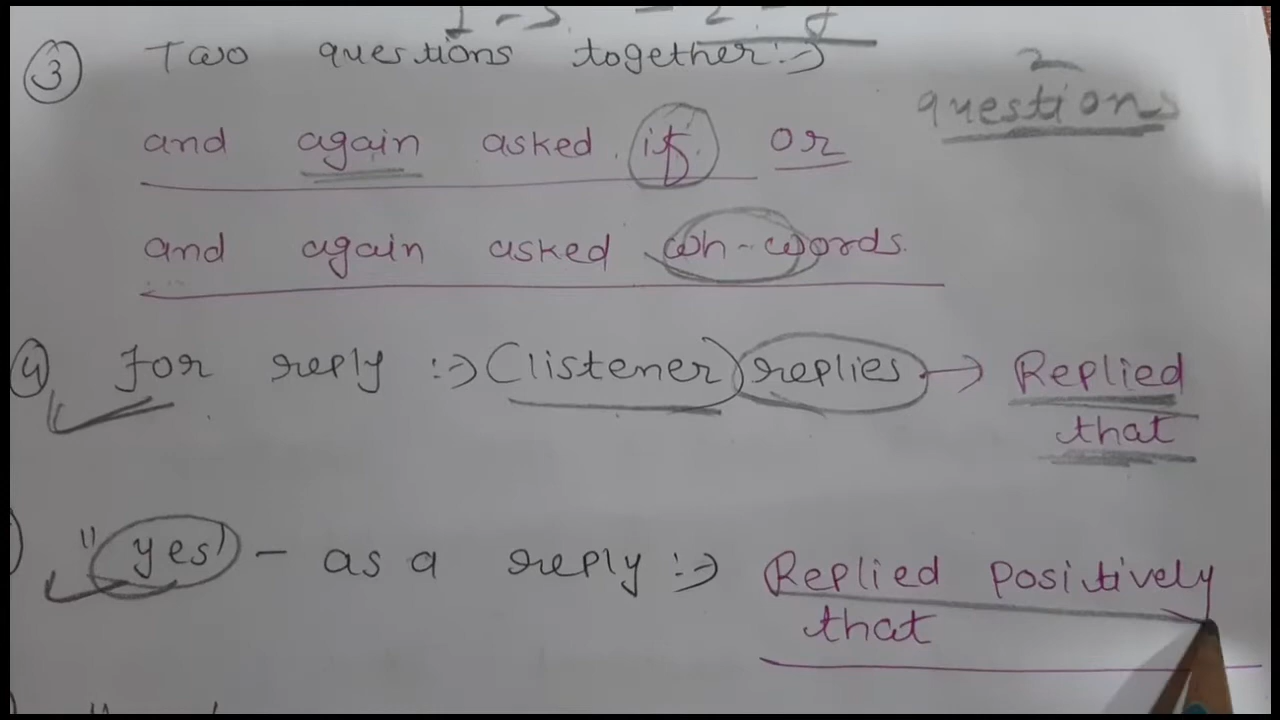 ③ Two questions together :→
2
questions
and again asked if or
and again asked wh-words.
④ For reply :→ (listener) replies → Replied
that
"yes" – as a reply :→ Replied positively
that